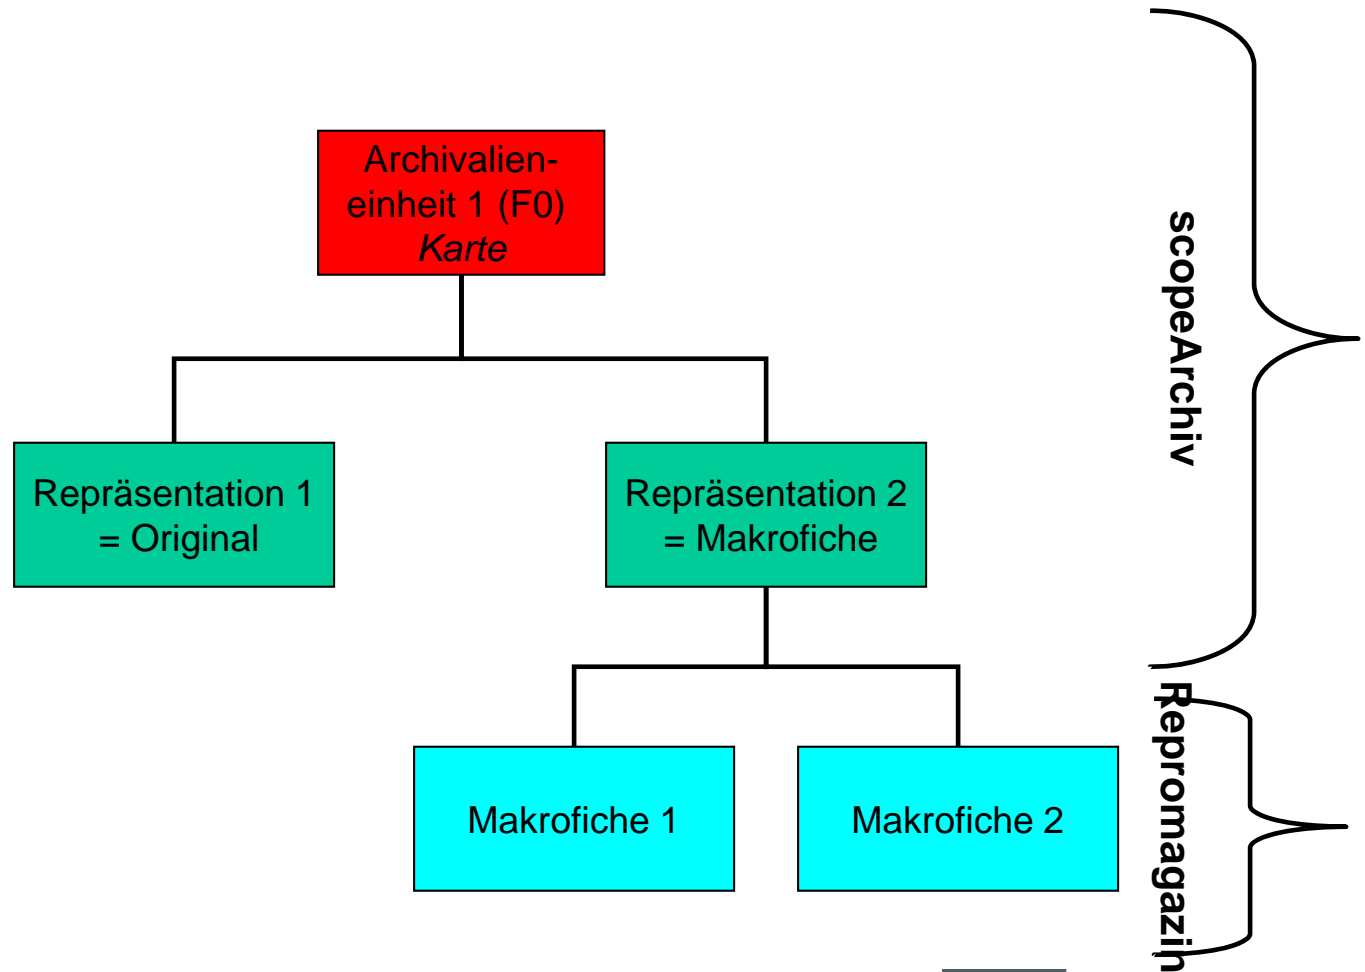 Archivalien-
einheit 1 (F0)
Karte
scopeArchiv
Repräsentation 1
= Original
Repräsentation 2
= Makrofiche
Repromagazin
Makrofiche 1
Makrofiche 2